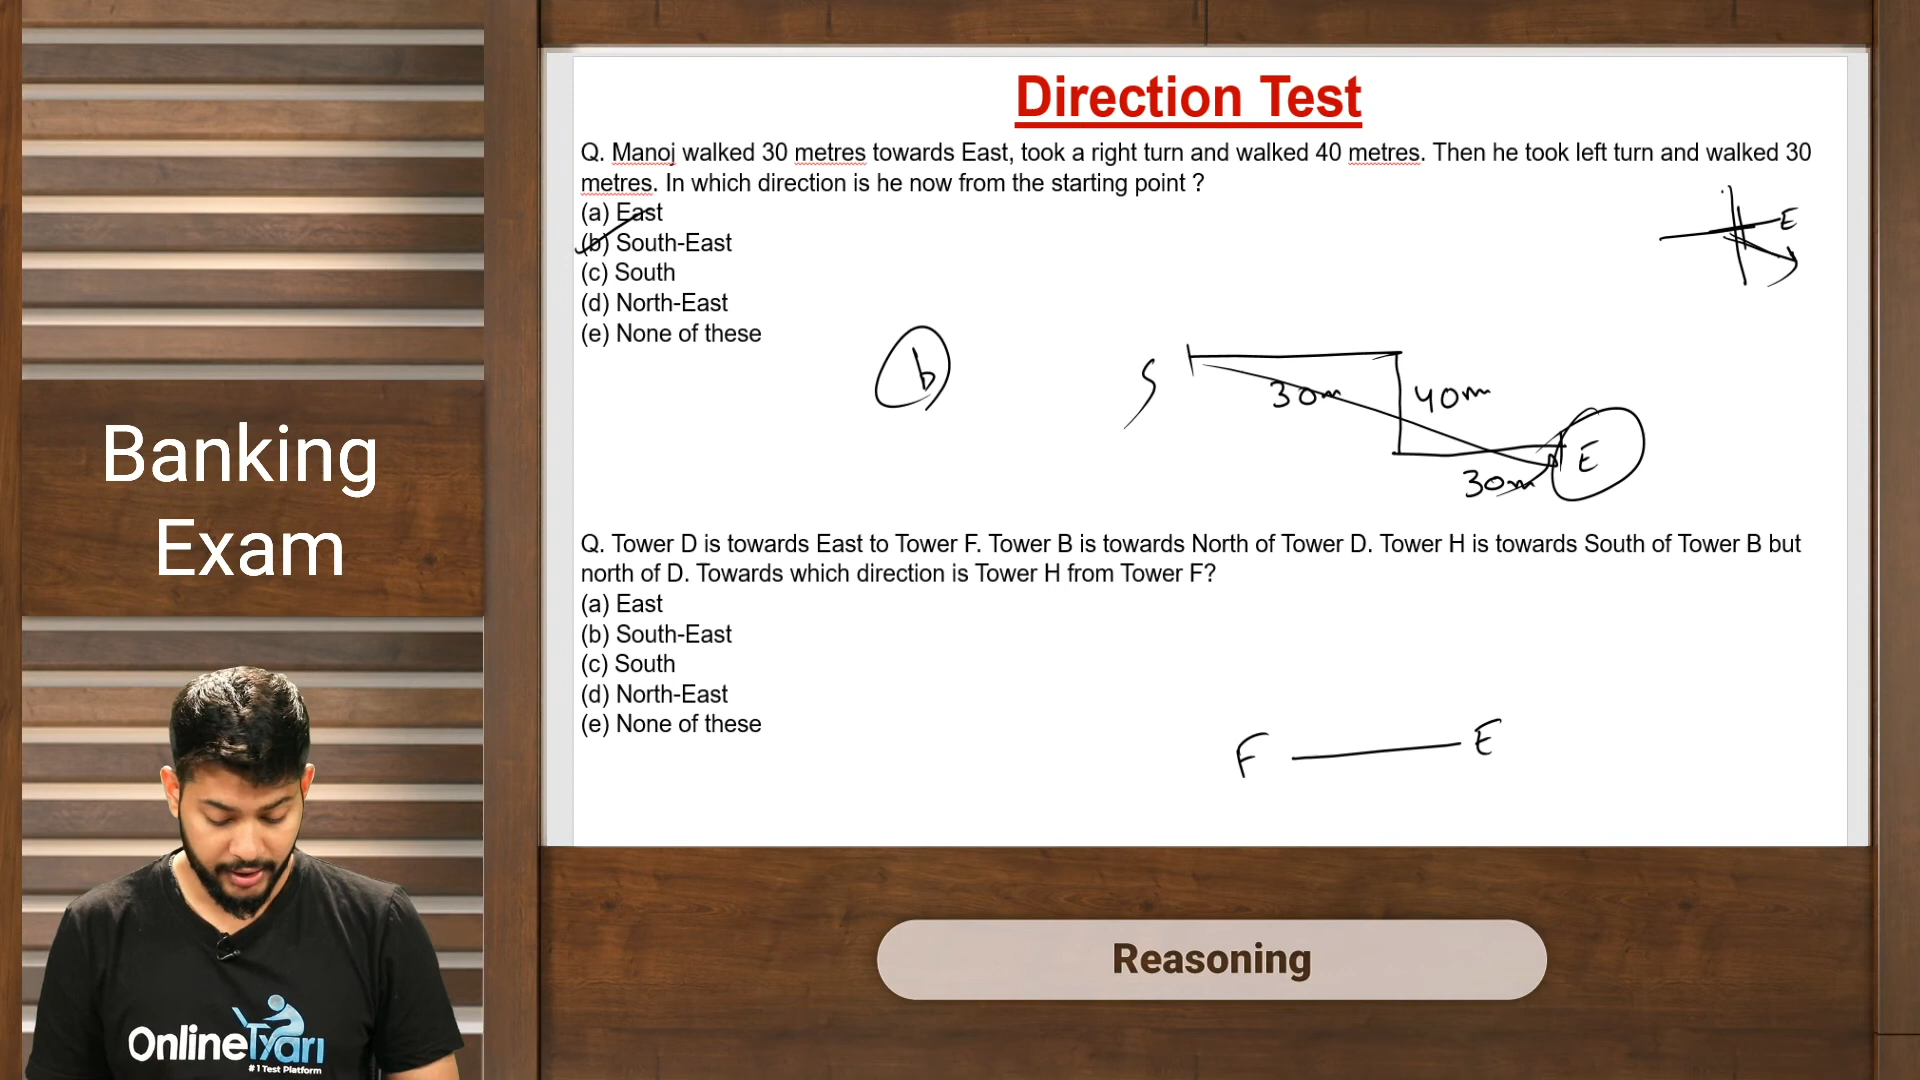 Direction Test
Q. Manoj walked 30 metres towards East, took a right turn and walked 40 metres. Then he took left turn and walked 30
metres. In which direction is he now from the starting point ?
(a) East
(b) South-East
(c) South
(d) North-East
(e) None of these
E
b
S
30m
40m
E
30m
Q. Tower D is towards East to Tower F. Tower B is towards North of Tower D. Tower H is towards South of Tower B but
north of D. Towards which direction is Tower H from Tower F?
(a) East
(b) South-East
(c) South
(d) North-East
(e) None of these
F
E
Banking
Exam
Reasoning
OnlineTyari
#1 Test Platform